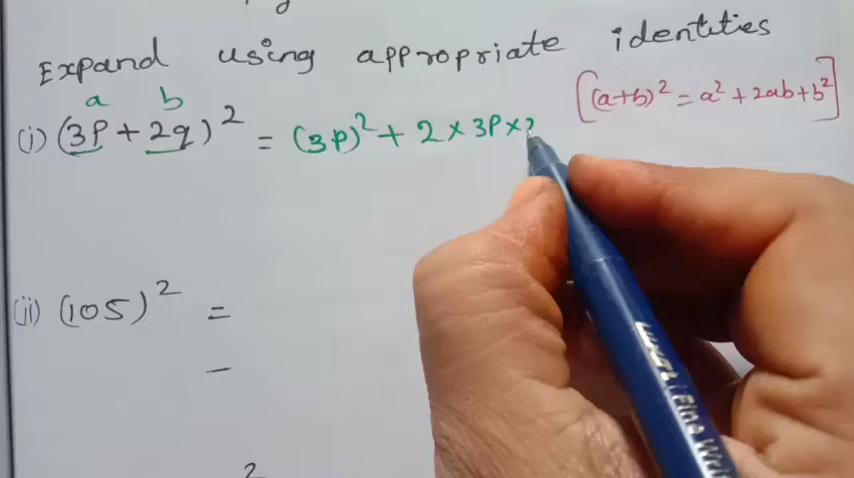 Expand using appropriate identities
[(a+b)² = a² + 2ab + b²]
a b
(i) (3p + 2q)² = (3p)² + 2 × 3p × 2
(ii) (105)² =
-
2